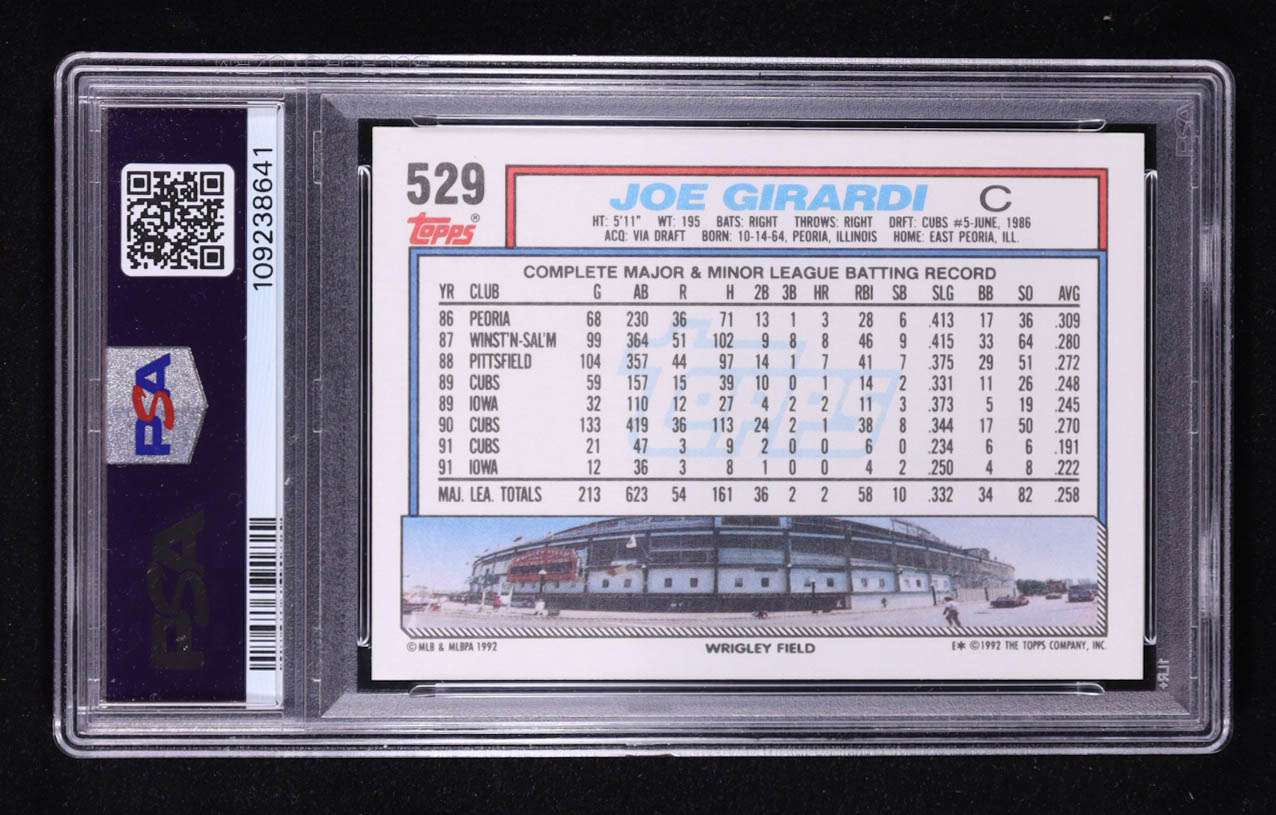 109238641
PSA
PSA
529
TOPPS®
JOE GIRARDI C
HT: 5'11" WT: 195 BATS: RIGHT THROWS: RIGHT DRFT: CUBS #5-JUNE, 1986
ACQ: VIA DRAFT BORN: 10-14-64, PEORIA, ILLINOIS HOME: EAST PEORIA, ILL.
COMPLETE MAJOR & MINOR LEAGUE BATTING RECORD
YR CLUB G AB R H 2B 3B HR RBI SB SLG BB SO AVG
86 PEORIA 68 230 36 71 13 1 3 28 6 .413 17 36 .309
87 WINST'N-SAL'M 99 364 51 102 9 8 8 46 9 .415 33 64 .280
88 PITTSFIELD 104 357 44 97 14 1 7 41 7 .375 29 51 .272
89 CUBS 59 157 15 39 10 0 1 14 2 .331 11 26 .248
89 IOWA 32 110 12 27 4 2 2 11 3 .373 5 19 .245
90 CUBS 133 419 36 113 24 2 1 38 8 .344 17 50 .270
91 CUBS 21 47 3 9 2 0 0 6 0 .234 6 6 .191
91 IOWA 12 36 3 8 1 0 0 4 2 .250 4 8 .222
MAJ. LEA. TOTALS 213 623 54 161 36 2 2 58 10 .332 34 82 .258
TOPPS
©MLB & MLBPA 1992
WRIGLEY FIELD
E* ©1992 THE TOPPS COMPANY, INC.
PSA
1LR+